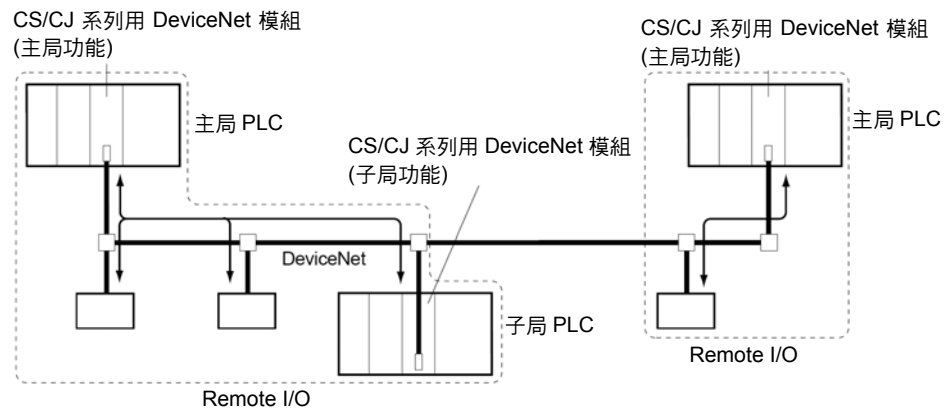 CS/CJ 系列用 DeviceNet 模組
(主局功能)
CS/CJ 系列用 DeviceNet 模組
(主局功能)
主局 PLC
主局 PLC
CS/CJ 系列用 DeviceNet 模組
(子局功能)
DeviceNet
子局 PLC
Remote I/O
Remote I/O